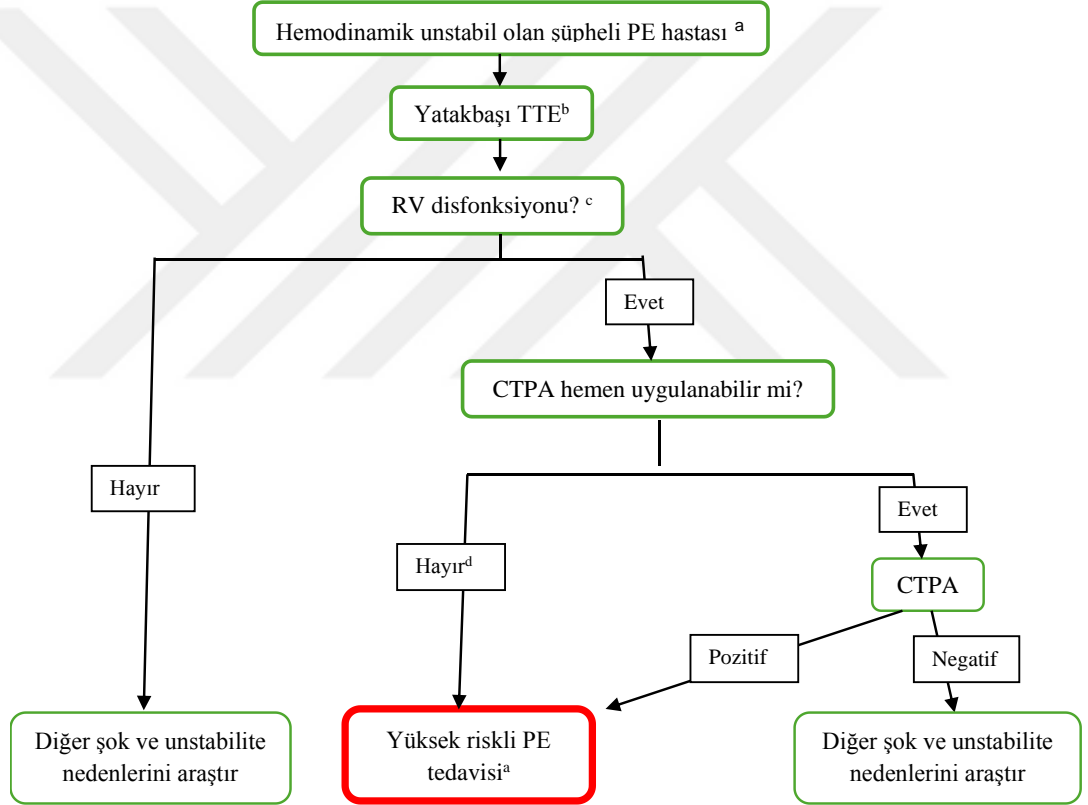 Hemodinamik unstabil olan şüpheli PE hastası ᵃ
Yatakbaşı TTEᵇ
RV disfonksiyonu? ᶜ
Evet
CTPA hemen uygulanabilir mi?
Hayır
Evet
Hayırᵈ
CTPA
Pozitif
Negatif
Diğer şok ve unstabilite
nedenlerini araştır
Yüksek riskli PE
tedavisiᵃ
Diğer şok ve unstabilite
nedenlerini araştır